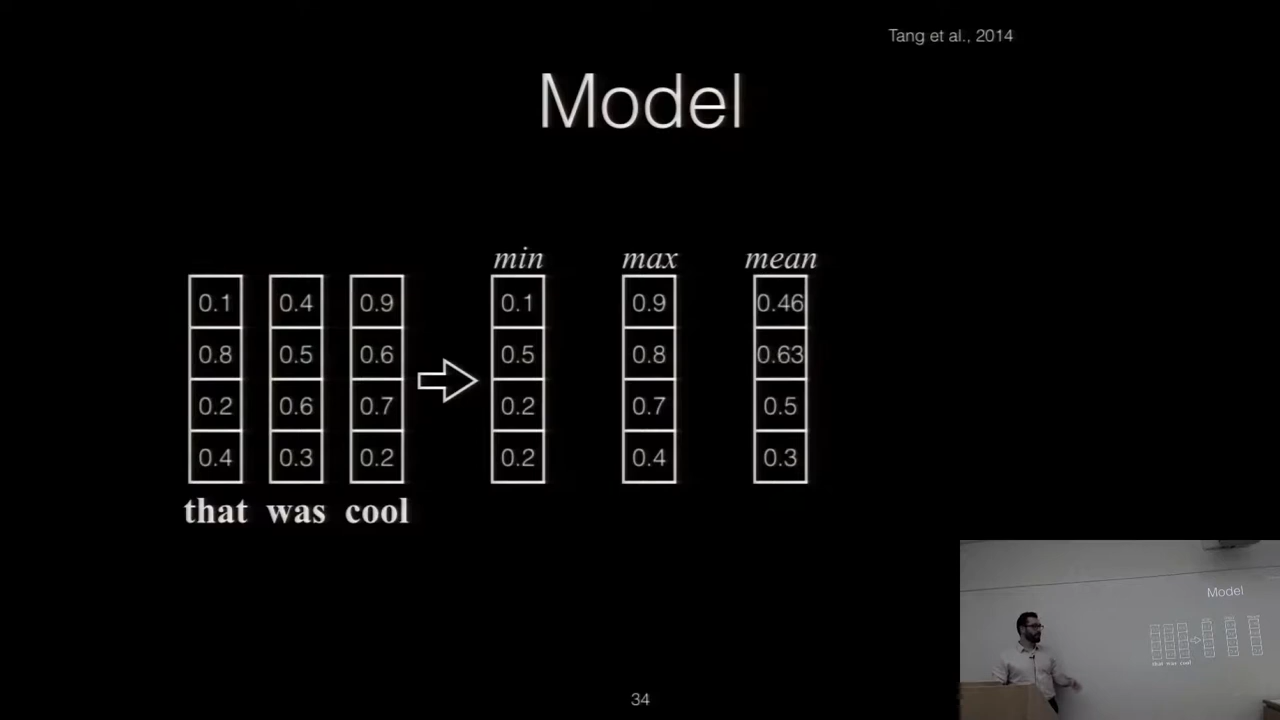 Tang et al., 2014
Model
min max mean
0.1 0.4 0.9 0.1 0.9 0.46
0.8 0.5 0.6 0.5 0.8 0.63
0.2 0.6 0.7 0.2 0.7 0.5
0.4 0.3 0.2 0.2 0.4 0.3
that was cool
34
Model
that was cool